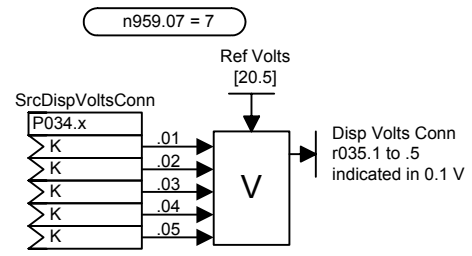 n959.07 = 7
Ref Volts
[20.5]
SrcDispVoltsConn
P034.x
K .01
K .02
K .03
K .04
K .05
V
Disp Volts Conn
r035.1 to .5
indicated in 0.1 V